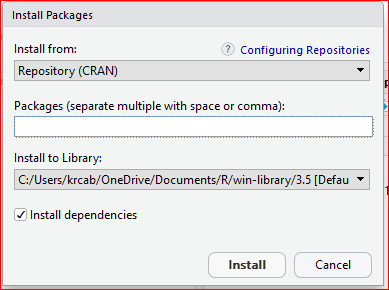 Install Packages
Install from:
? Configuring Repositories
Repository (CRAN)
Packages (separate multiple with space or comma):
Install to Library:
C:/Users/krcab/OneDrive/Documents/R/win-library/3.5 [Defau
Install dependencies
Install
Cancel